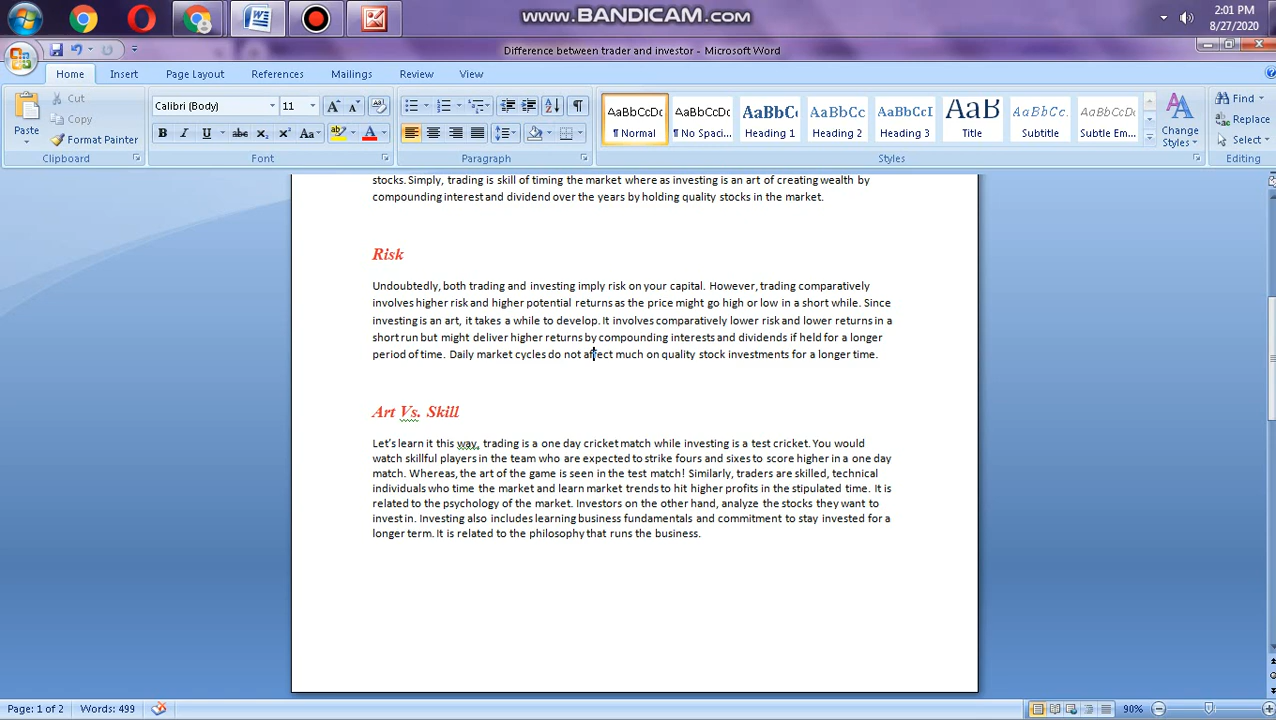 www.BANDICAM.com
2:01 PM
8/27/2020
Difference between trader and investor - Microsoft Word
Home Insert Page Layout References Mailings Review View
Paste
Cut
Copy
Format Painter
Clipboard
Calibri (Body) 11
Font
Paragraph
AaBbCcDc AaBbCcDc AaBbCc AaBbCc AaBbCcI AaB AaBbCc. AaBbCcDc
¶ Normal ¶ No Spaci... Heading 1 Heading 2 Heading 3 Title Subtitle Subtle Em...
Change
Styles
Styles
Find
Replace
Select
Editing
stocks. Simply, trading is skill of timing the market where as investing is an art of creating wealth by
compounding interest and dividend over the years by holding quality stocks in the market.
Risk
Undoubtedly, both trading and investing imply risk on your capital. However, trading comparatively
involves higher risk and higher potential returns as the price might go high or low in a short while. Since
investing is an art, it takes a while to develop. It involves comparatively lower risk and lower returns in a
short run but might deliver higher returns by compounding interests and dividends if held for a longer
period of time. Daily market cycles do not affect much on quality stock investments for a longer time.
Art Vs. Skill
Let's learn it this way, trading is a one day cricket match while investing is a test cricket. You would
watch skillful players in the team who are expected to strike fours and sixes to score higher in a one day
match. Whereas, the art of the game is seen in the test match! Similarly, traders are skilled, technical
individuals who time the market and learn market trends to hit higher profits in the stipulated time. It is
related to the psychology of the market. Investors on the other hand, analyze the stocks they want to
invest in. Investing also includes learning business fundamentals and commitment to stay invested for a
longer term. It is related to the philosophy that runs the business.
Page: 1 of 2 Words: 499 90%